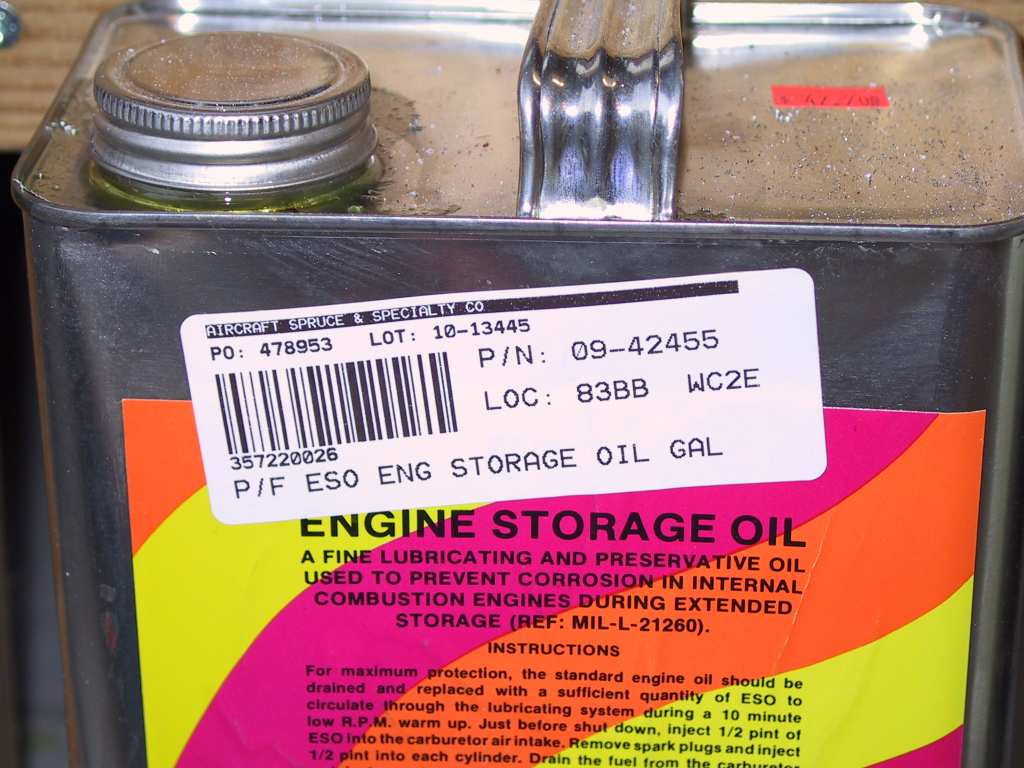 AIRCRAFT SPRUCE & SPECIALTY CO
PO: 478953 LOT: 10-13445
P/N: 09-42455
LOC: 83BB WC2E
357220026
P/F ESO ENG STORAGE OIL GAL
ENGINE STORAGE OIL
A FINE LUBRICATING AND PRESERVATIVE OIL
USED TO PREVENT CORROSION IN INTERNAL
COMBUSTION ENGINES DURING EXTENDED
STORAGE (REF: MIL-L-21260).
INSTRUCTIONS
For maximum protection, the standard engine oil should be
drained and replaced with a sufficient quantity of ESO to
circulate through the lubricating system during a 10 minute
low R.P.M. warm up. Just before shut down, inject 1/2 pint of
ESO into the carburetor air intake. Remove spark plugs and inject
1/2 pint into each cylinder. Drain the fuel from the carburetor